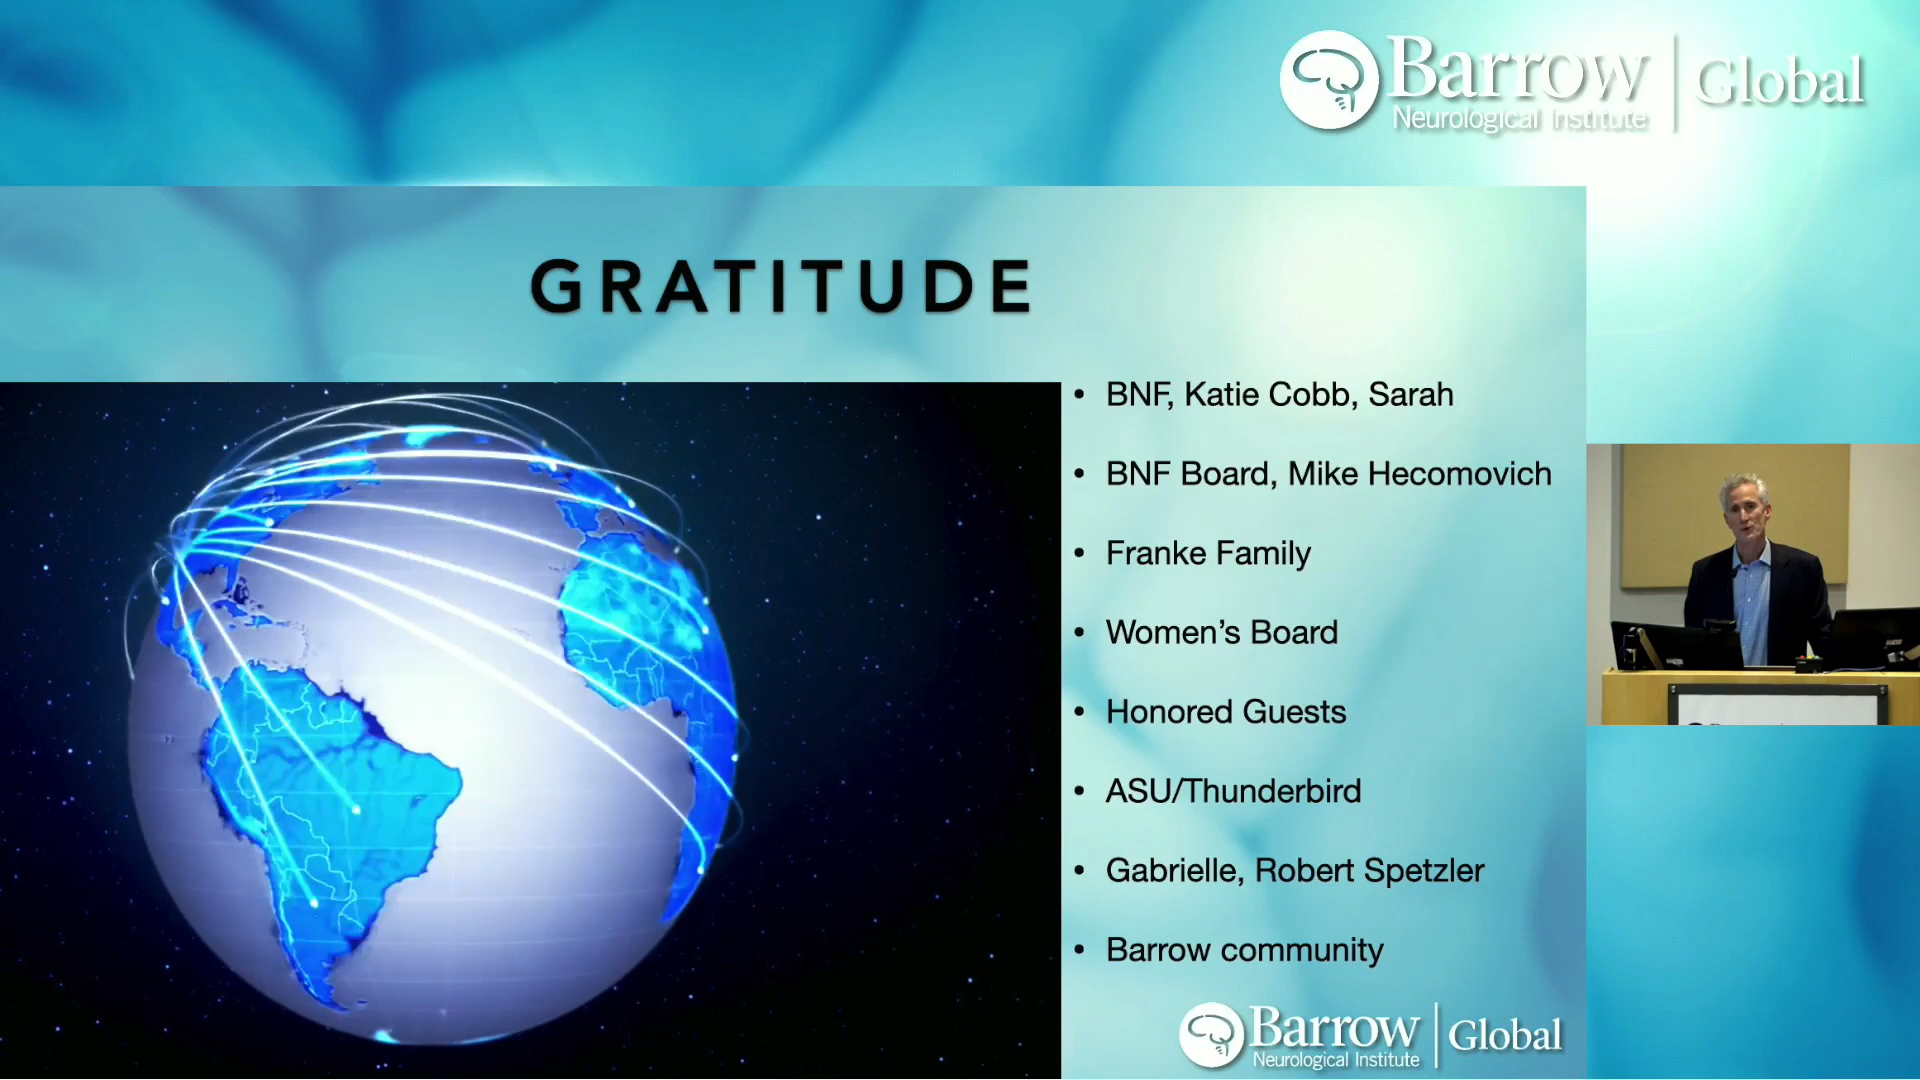 Barrow
Neurological Institute
Global
GRATITUDE
• BNF, Katie Cobb, Sarah
• BNF Board, Mike Hecomovich
• Franke Family
• Women’s Board
• Honored Guests
• ASU/Thunderbird
• Gabrielle, Robert Spetzler
• Barrow community
Barrow
Neurological Institute
Global